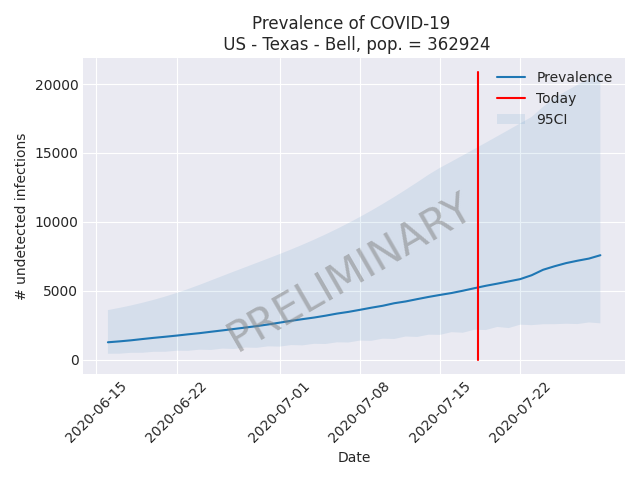 Prevalence of COVID-19
US - Texas - Bell, pop. = 362924
# undetected infections
20000
15000
10000
5000
0
Prevalence
Today
95CI
PRELIMINARY
2020-06-15
2020-06-22
2020-07-01
2020-07-08
2020-07-15
2020-07-22
Date